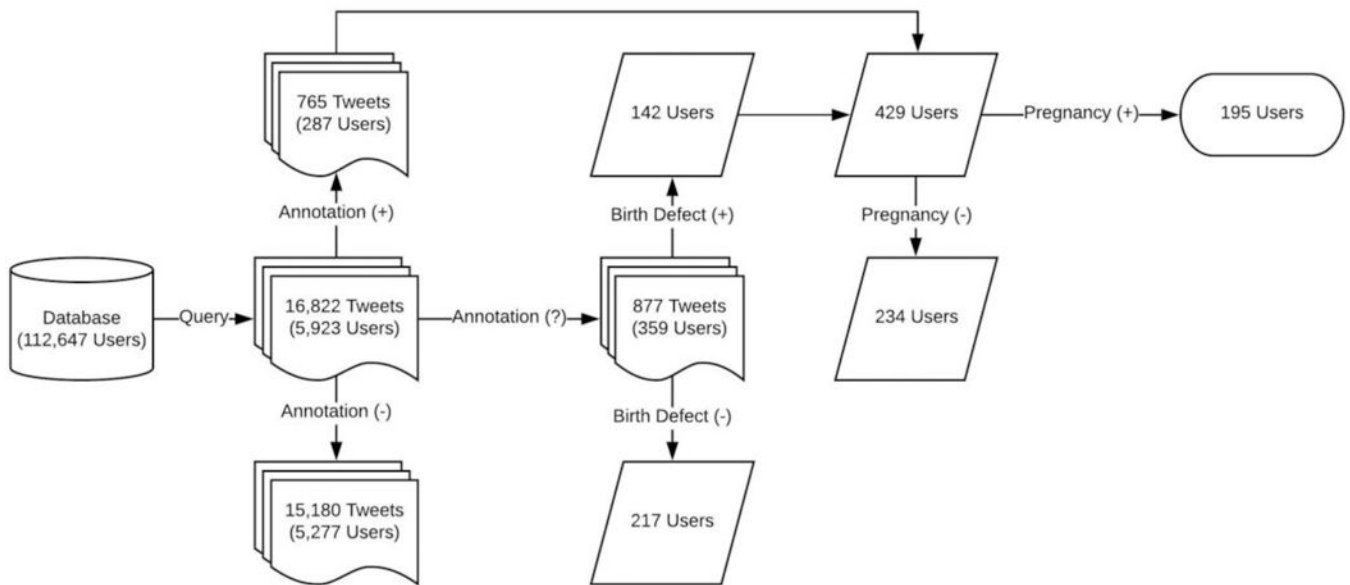 765 Tweets
(287 Users)
142 Users
429 Users
Pregnancy (+)
195 Users
Annotation (+)
Birth Defect (+)
Pregnancy (-)
Database
(112,647 Users)
Query
16,822 Tweets
(5,923 Users)
Annotation (?)
877 Tweets
(359 Users)
234 Users
Annotation (-)
Birth Defect (-)
15,180 Tweets
(5,277 Users)
217 Users